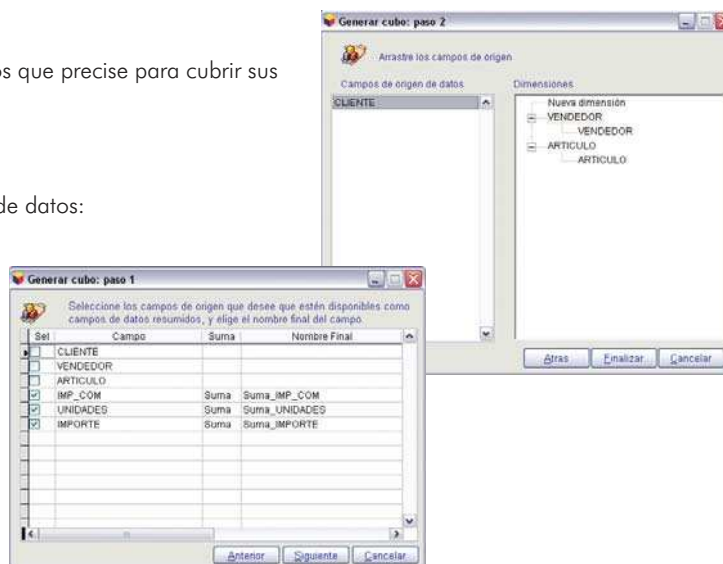 os que precise para cubrir sus
de datos:
Generar cubo: paso 2
Arrastre los campos de origen
Campos de origen de datos
Dimensiones
CLIENTE
Nueva dimensión
VENDEDOR
VENDEDOR
ARTICULO
ARTICULO
Atras Finalizar Cancelar
Generar cubo: paso 1
Seleccione los campos de origen que desee que estén disponibles como
campos de datos resumidos, y elige el nombre final del campo.
Sel Campo Suma Nombre Final
CLIENTE
VENDEDOR
ARTICULO
IMP_COM Suma Suma_IMP_COM
UNIDADES Suma Suma_UNIDADES
IMPORTE Suma Suma_IMPORTE
Anterior Siguiente Cancelar